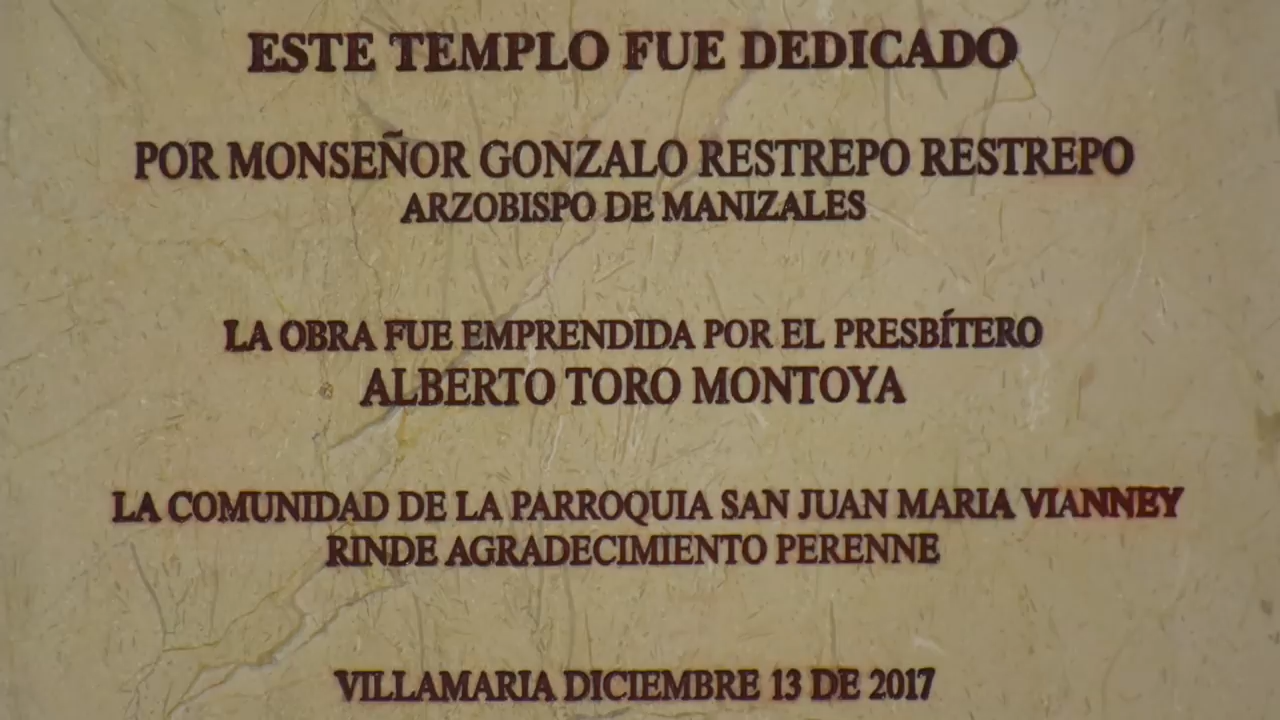 ESTE TEMPLO FUE DEDICADO
POR MONSEÑOR GONZALO RESTREPO RESTREPO
ARZOBISPO DE MANIZALES
LA OBRA FUE EMPRENDIDA POR EL PRESBÍTERO
ALBERTO TORO MONTOYA
LA COMUNIDAD DE LA PARROQUIA SAN JUAN MARIA VIANNEY
RINDE AGRADECIMIENTO PERENNE
VILLAMARIA DICIEMBRE 13 DE 2017